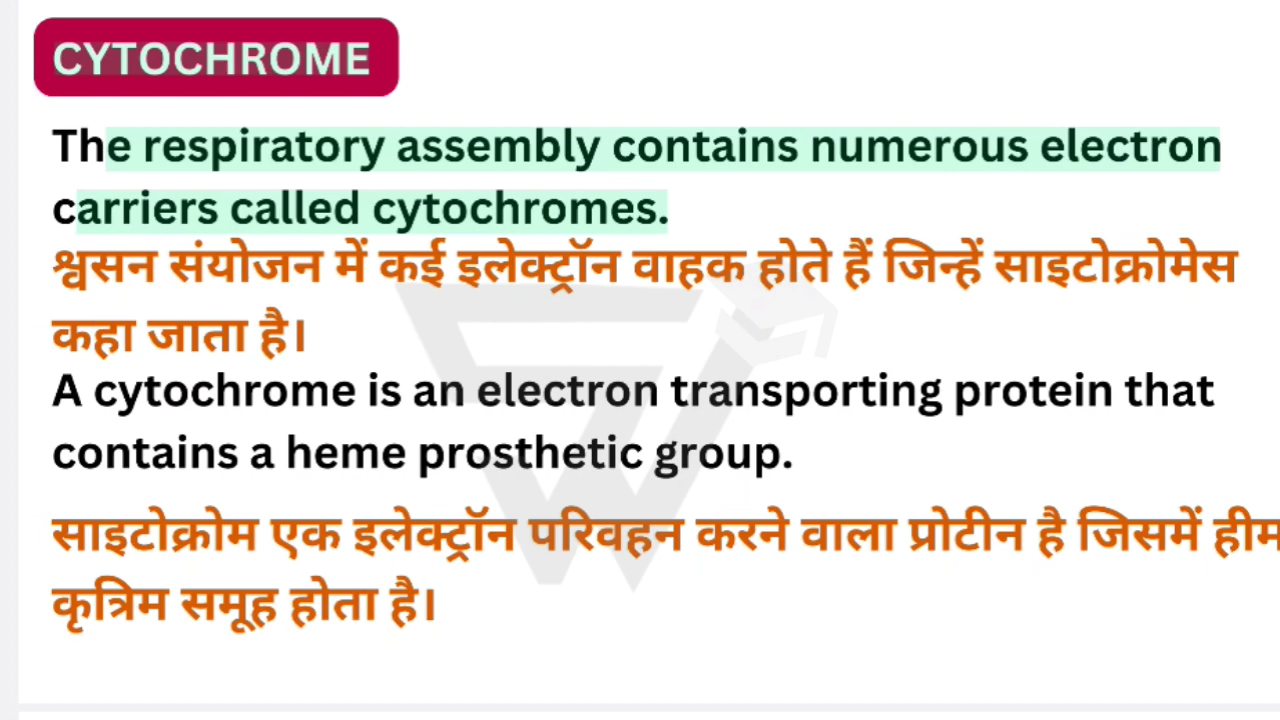 CYTOCHROME
The respiratory assembly contains numerous electron
carriers called cytochromes.
श्वसन संयोजन में कई इलेक्ट्रॉन वाहक होते हैं जिन्हें साइटोक्रोमेस
कहा जाता है।
A cytochrome is an electron transporting protein that
contains a heme prosthetic group.
साइटोक्रोम एक इलेक्ट्रॉन परिवहन करने वाला प्रोटीन है जिसमें हीम
कृत्रिम समूह होता है।